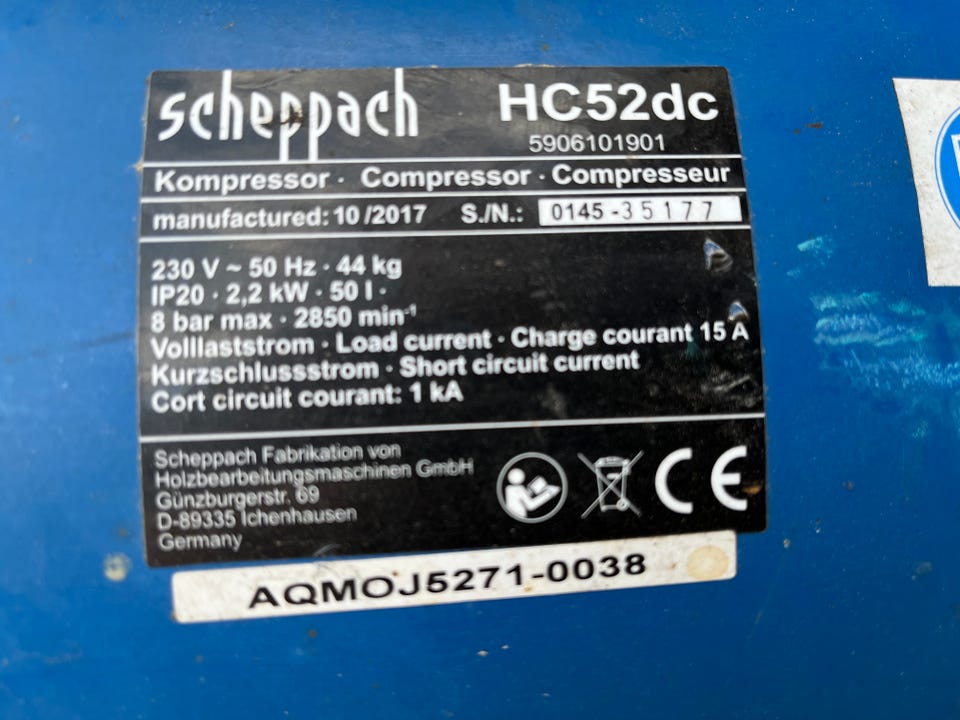 scheppach HC52dc
5906101901
Kompressor · Compressor · Compresseur
manufactured: 10/2017 S./N.: 0145-35177
230 V ~ 50 Hz · 44 kg
IP20 · 2,2 kW · 50 l ·
8 bar max · 2850 min⁻¹
Volllaststrom · Load current · Charge courant 15 A
Kurzschlussstrom · Short circuit current
Cort circuit courant: 1 kA
Scheppach Fabrikation von
Holzbearbeitungsmaschinen GmbH
Günzburgerstr. 69
D-89335 Ichenhausen
Germany
CE
AQMOJ5271-0038